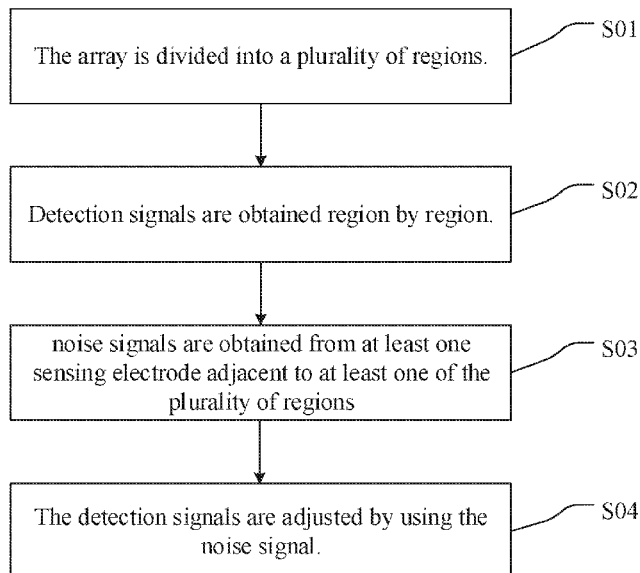 The array is divided into a plurality of regions.
S01
Detection signals are obtained region by region.
S02
noise signals are obtained from at least one
sensing electrode adjacent to at least one of the
plurality of regions
S03
The detection signals are adjusted by using the
noise signal.
S04